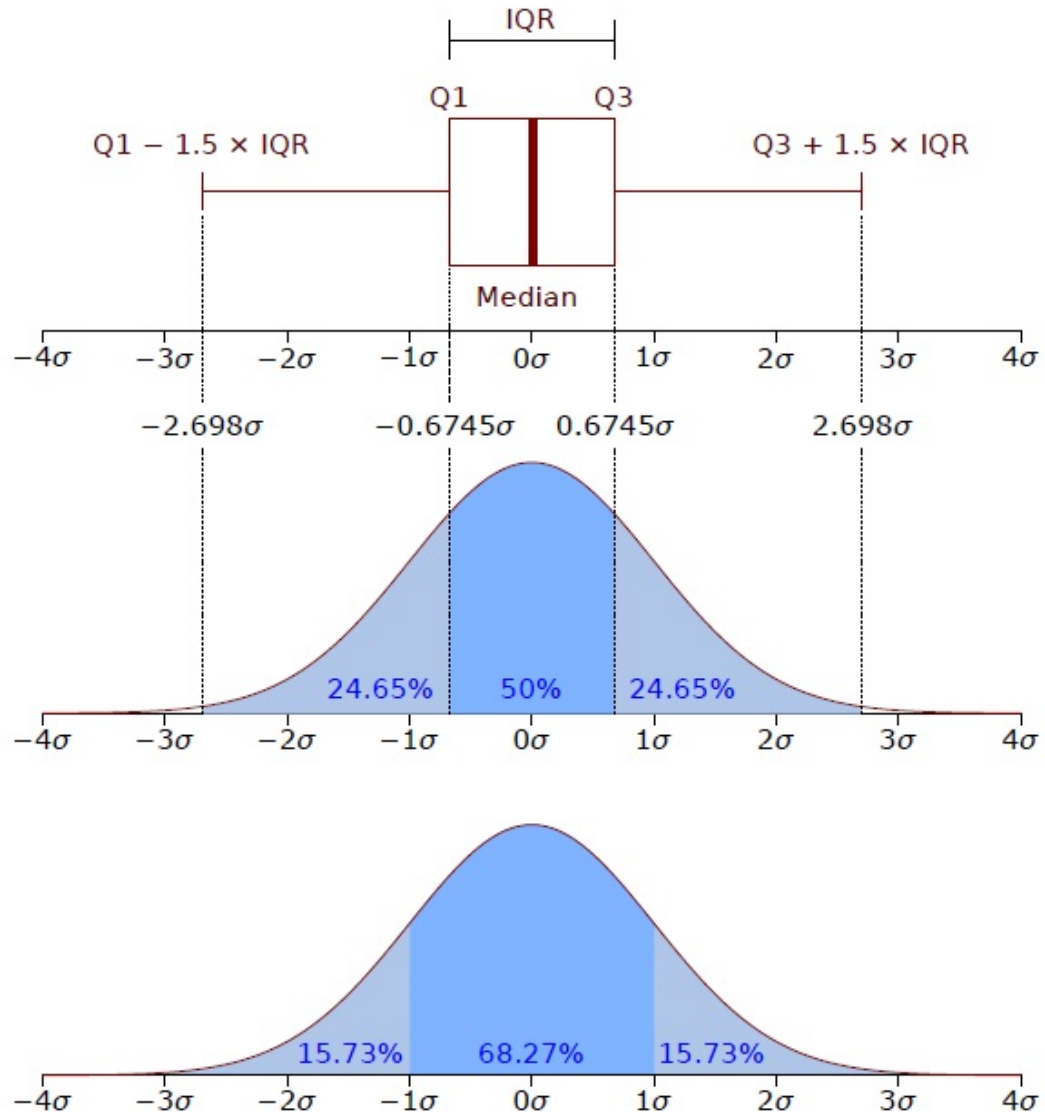 IQR
Q1 Q3
Q1 − 1.5 × IQR Q3 + 1.5 × IQR
Median
−4σ −3σ −2σ −1σ 0σ 1σ 2σ 3σ 4σ
−2.698σ −0.6745σ 0.6745σ 2.698σ
24.65% 50% 24.65%
−4σ −3σ −2σ −1σ 0σ 1σ 2σ 3σ 4σ
15.73% 68.27% 15.73%
−4σ −3σ −2σ −1σ 0σ 1σ 2σ 3σ 4σ